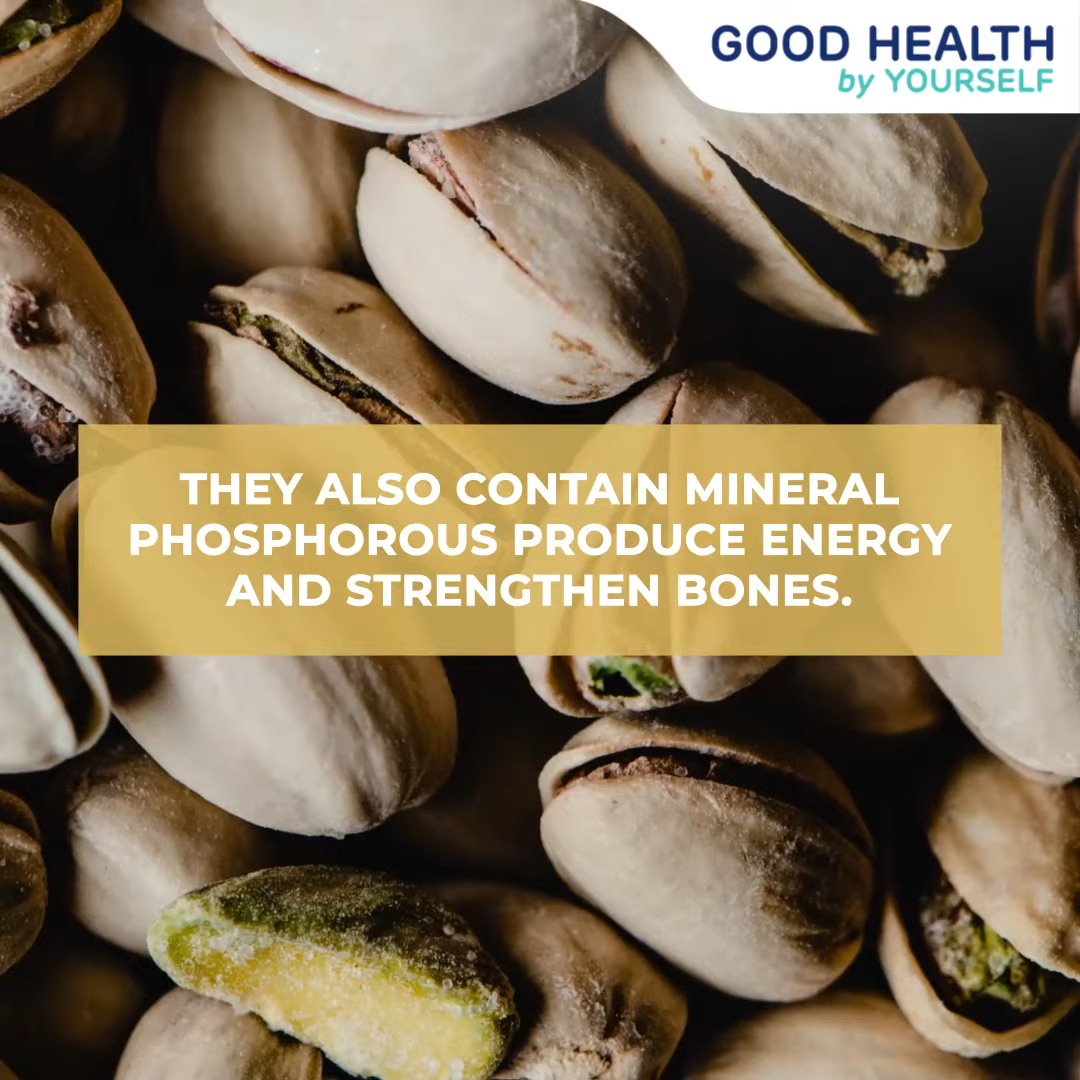 GOOD HEALTH
by YOURSELF
THEY ALSO CONTAIN MINERAL
PHOSPHOROUS PRODUCE ENERGY
AND STRENGTHEN BONES.